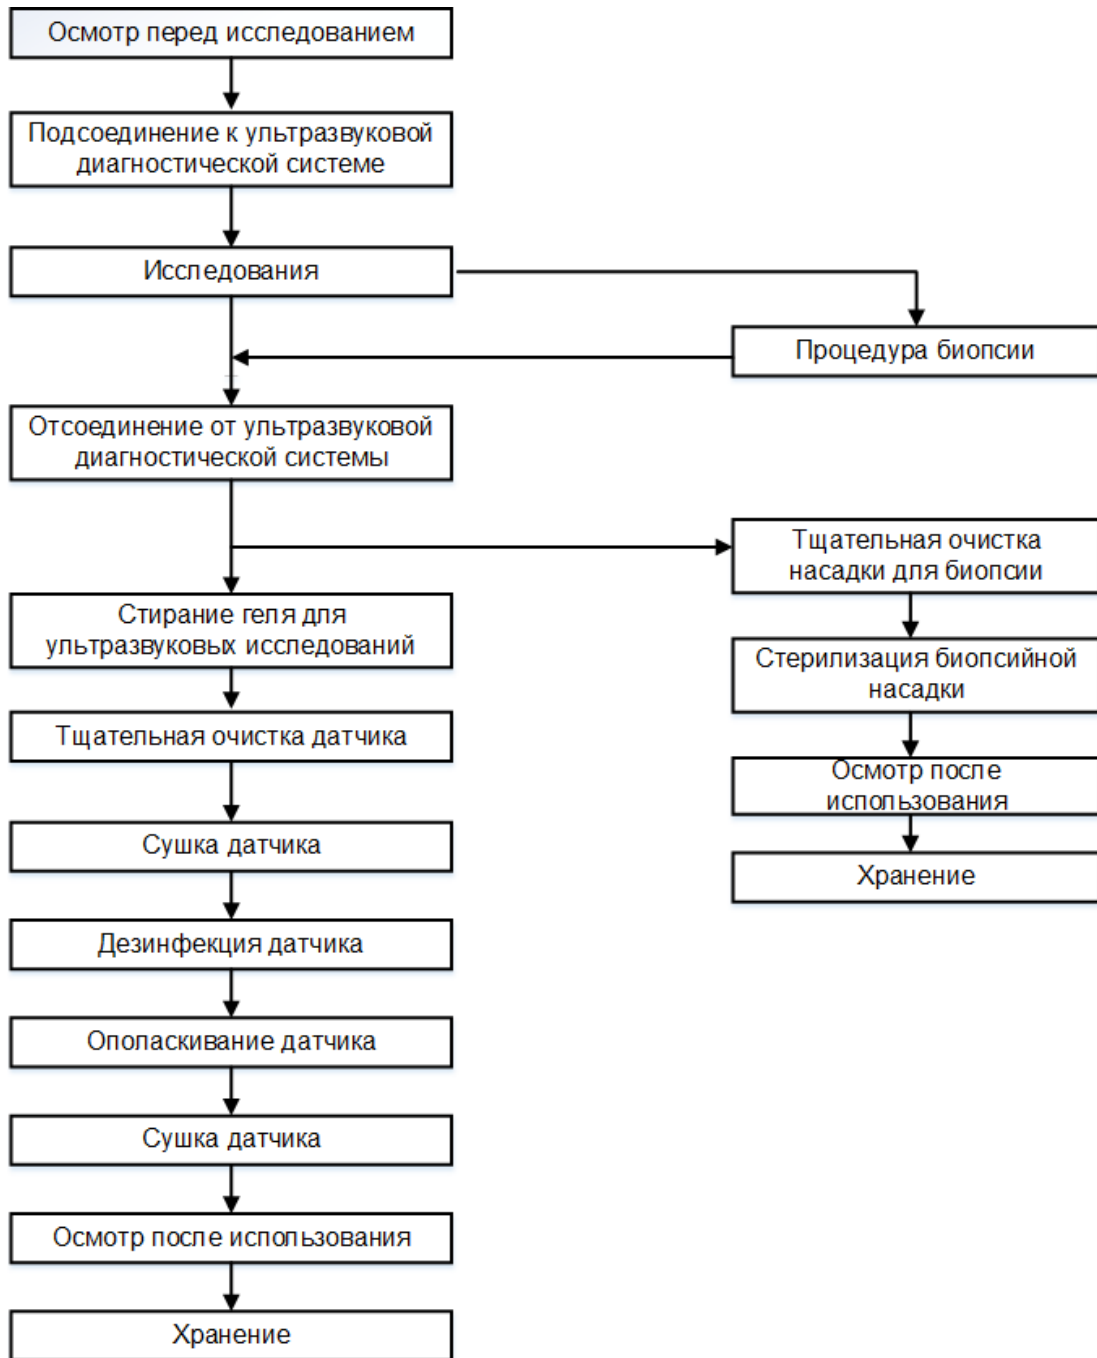 Осмотр перед исследованием
Подсоединение к ультразвуковой
диагностической системе
Исследования
Процедура биопсии
Отсоединение от ультразвуковой
диагностической системы
Тщательная очистка
насадки для биопсии
Стирание геля для
ультразвуковых исследований
Стерилизация биопсийной
насадки
Тщательная очистка датчика
Осмотр после
использования
Сушка датчика
Хранение
Дезинфекция датчика
Ополаскивание датчика
Сушка датчика
Осмотр после использования
Хранение